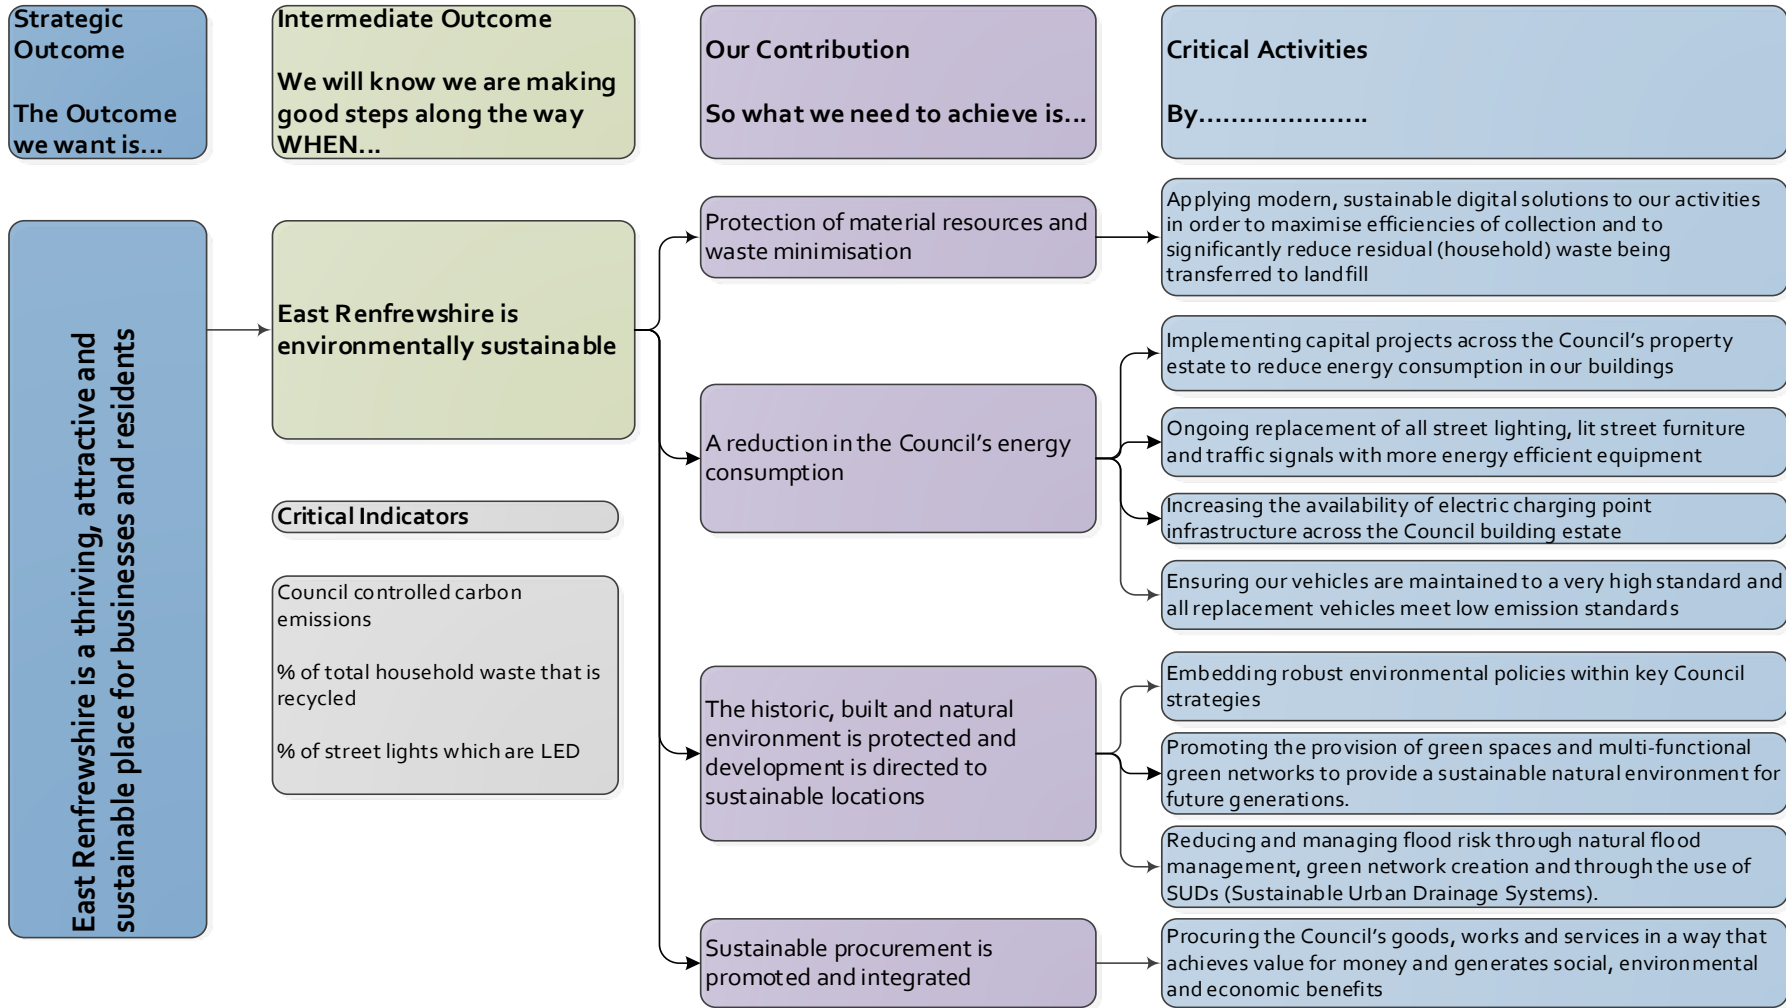 Strategic
Outcome
The Outcome
we want is...
Intermediate Outcome
We will know we are making
good steps along the way
WHEN...
Our Contribution
So what we need to achieve is...
Critical Activities
By.....................
East Renfrewshire is a thriving, attractive and
sustainable place for businesses and residents
East Renfrewshire is
environmentally sustainable
Critical Indicators
Council controlled carbon
emissions
% of total household waste that is
recycled
% of street lights which are LED
Protection of material resources and
waste minimisation
A reduction in the Council’s energy
consumption
The historic, built and natural
environment is protected and
development is directed to
sustainable locations
Sustainable procurement is
promoted and integrated
Applying modern, sustainable digital solutions to our activities
in order to maximise efficiencies of collection and to
significantly reduce residual (household) waste being
transferred to landfill
Implementing capital projects across the Council’s property
estate to reduce energy consumption in our buildings
Ongoing replacement of all street lighting, lit street furniture
and traffic signals with more energy efficient equipment
Increasing the availability of electric charging point
infrastructure across the Council building estate
Ensuring our vehicles are maintained to a very high standard and
all replacement vehicles meet low emission standards
Embedding robust environmental policies within key Council
strategies
Promoting the provision of green spaces and multi-functional
green networks to provide a sustainable natural environment for
future generations.
Reducing and managing flood risk through natural flood
management, green network creation and through the use of
SUDs (Sustainable Urban Drainage Systems).
Procuring the Council’s goods, works and services in a way that
achieves value for money and generates social, environmental
and economic benefits